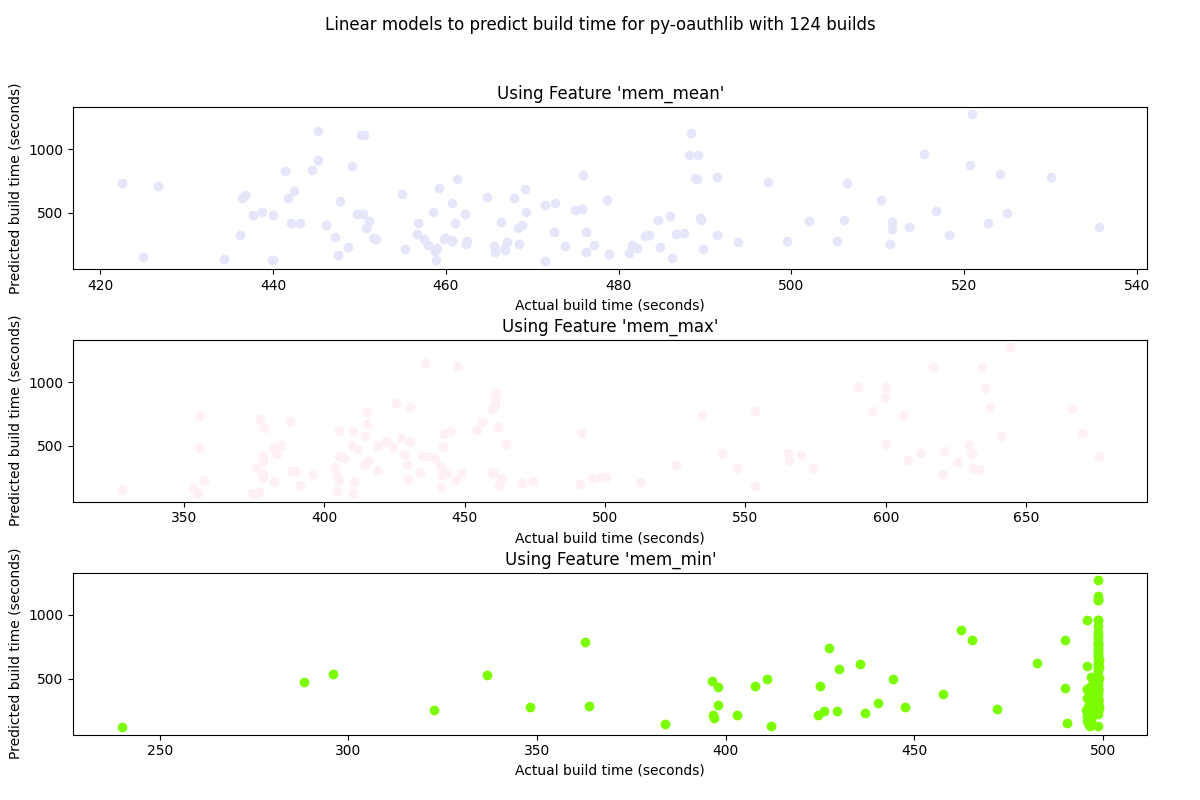 Linear models to predict build time for py-oauthlib with 124 builds
Using Feature 'mem_mean'
Predicted build time (seconds)
1000
500
420 440 460 480 500 520 540
Actual build time (seconds)
Using Feature 'mem_max'
Predicted build time (seconds)
1000
500
350 400 450 500 550 600 650
Actual build time (seconds)
Using Feature 'mem_min'
Predicted build time (seconds)
1000
500
250 300 350 400 450 500
Actual build time (seconds)